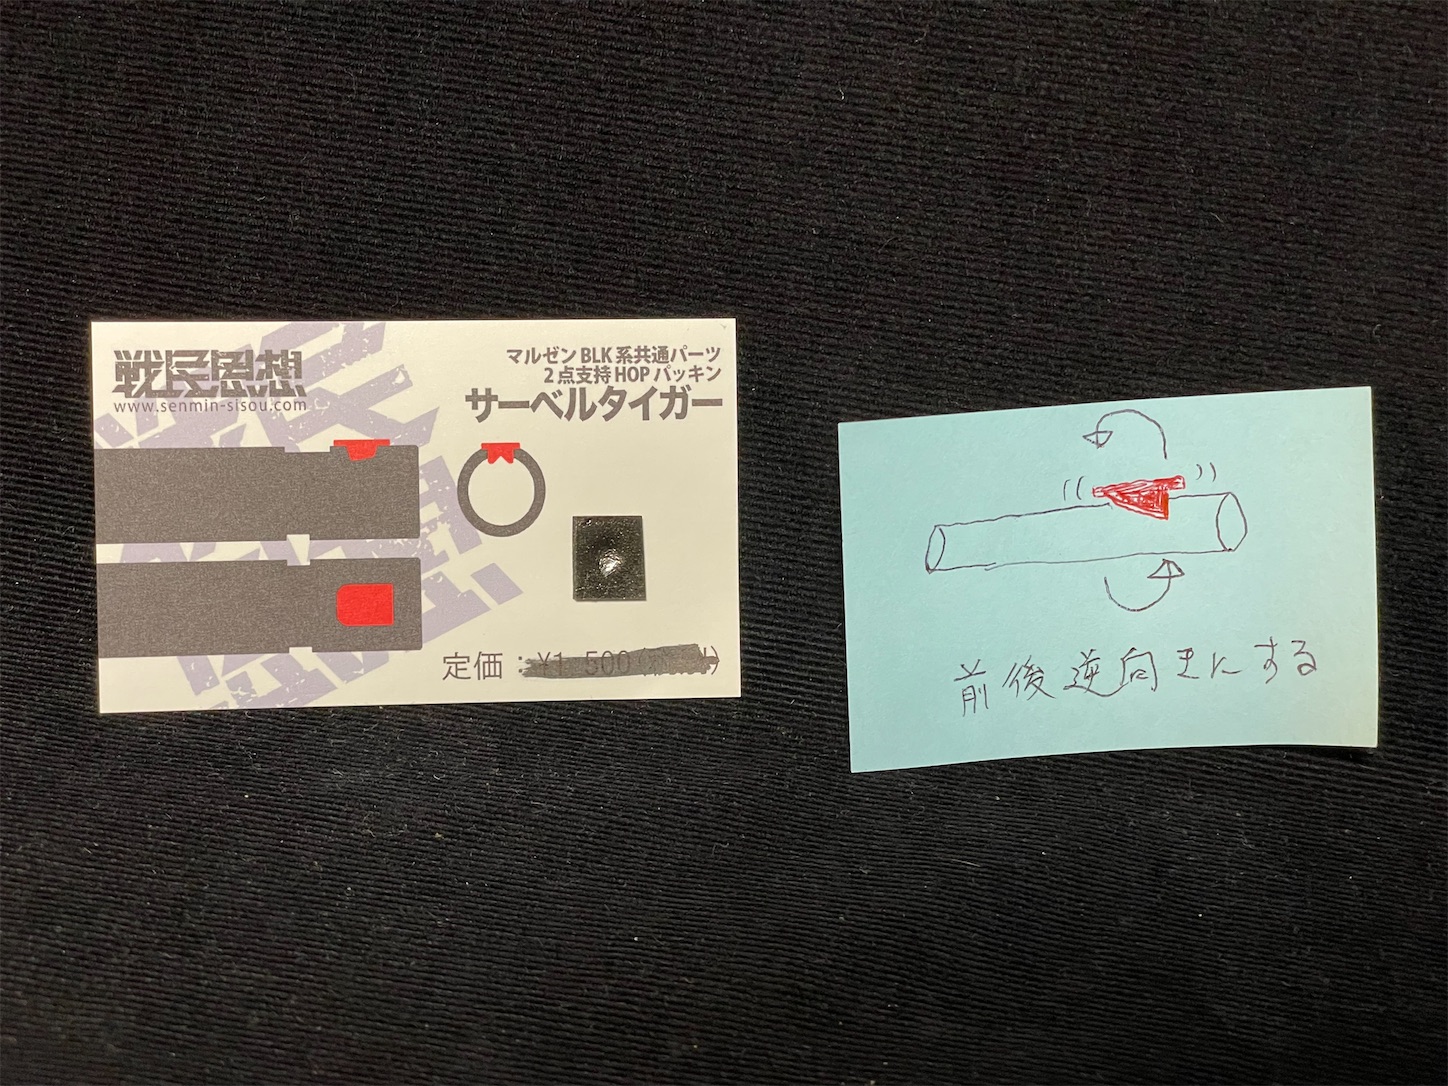 戦民思想
www.senmin-sisou.com
マルゼン BLK 系共通パーツ
2 点支持 HOP パッキン
サーベルタイガー
定価：¥1 500
前後逆向きにする